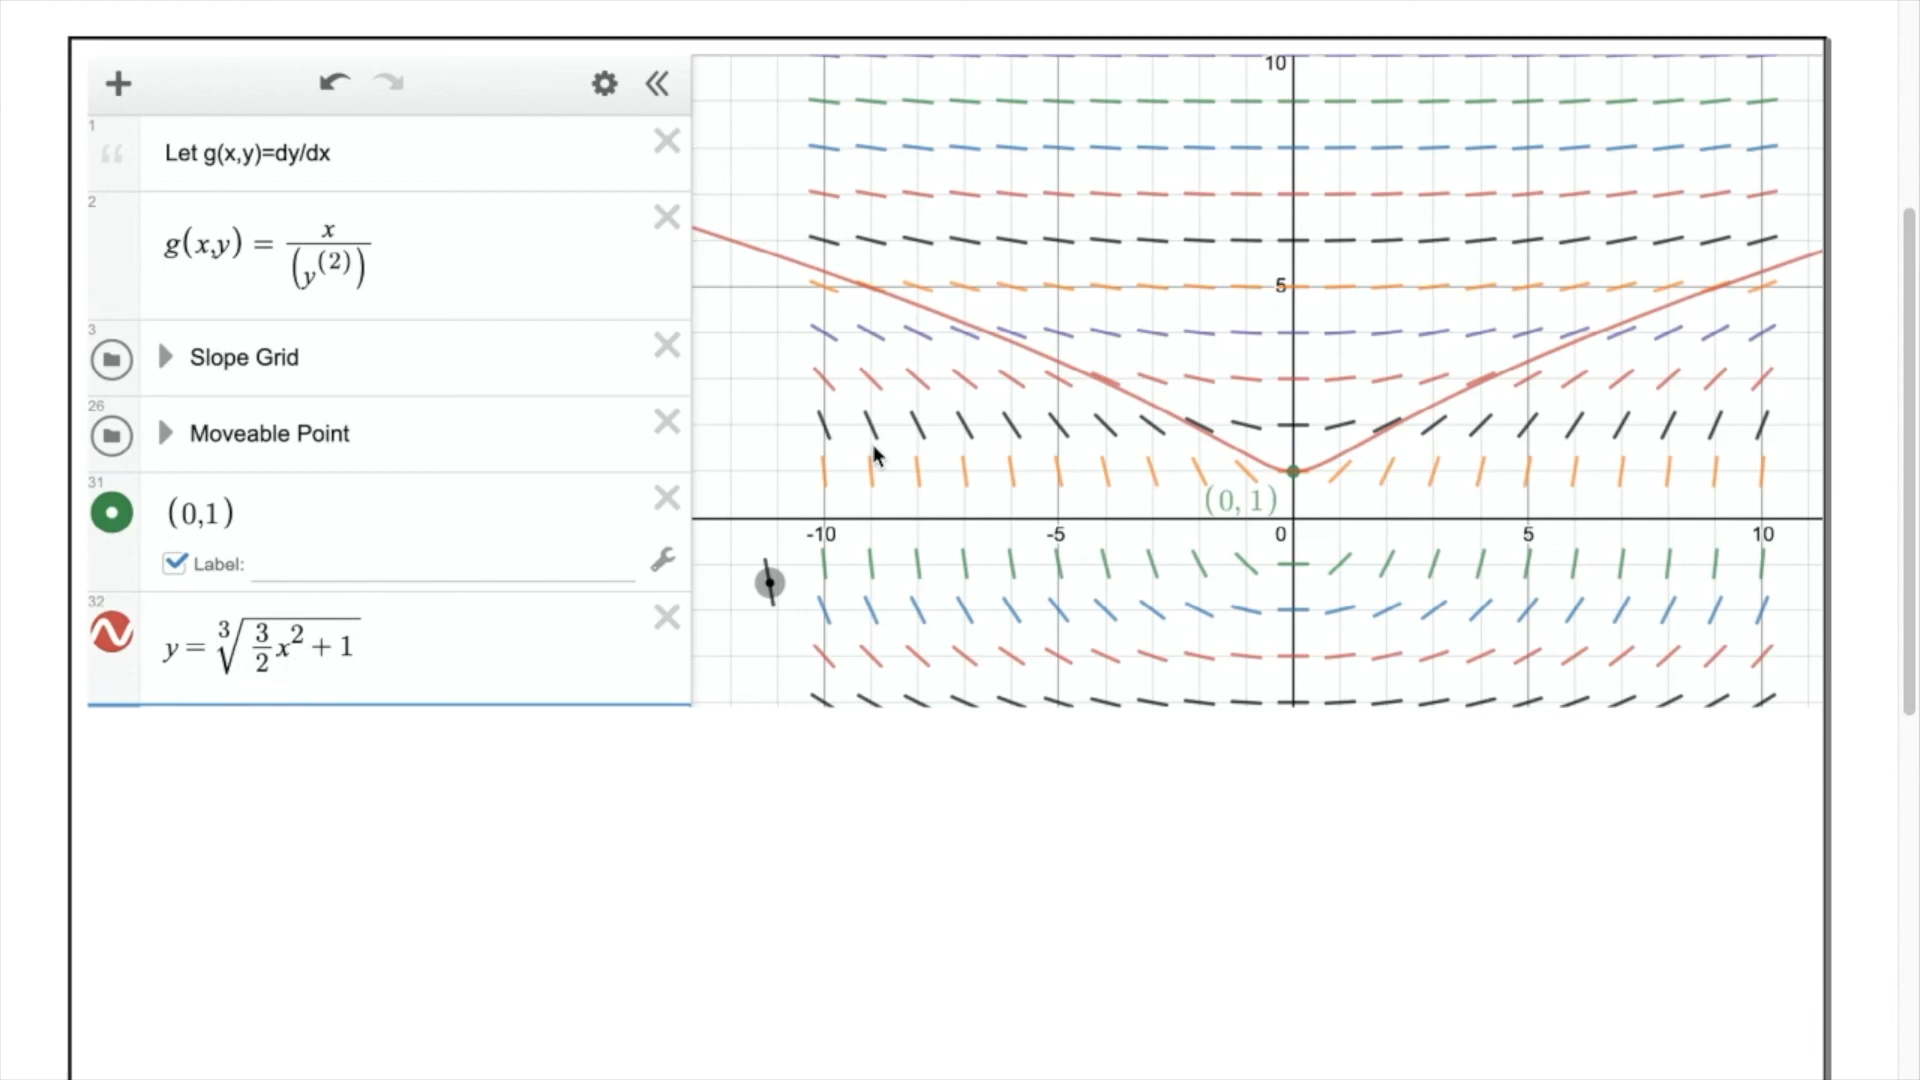 1
Let g(x,y)=dy/dx
2
g(x,y) = x/(y^(2))
3
Slope Grid
26
Moveable Point
31
(0,1)
Label:
32
y = ∛(3/2 x² + 1)
10
5
(0, 1)
-10 -5 0 5 10